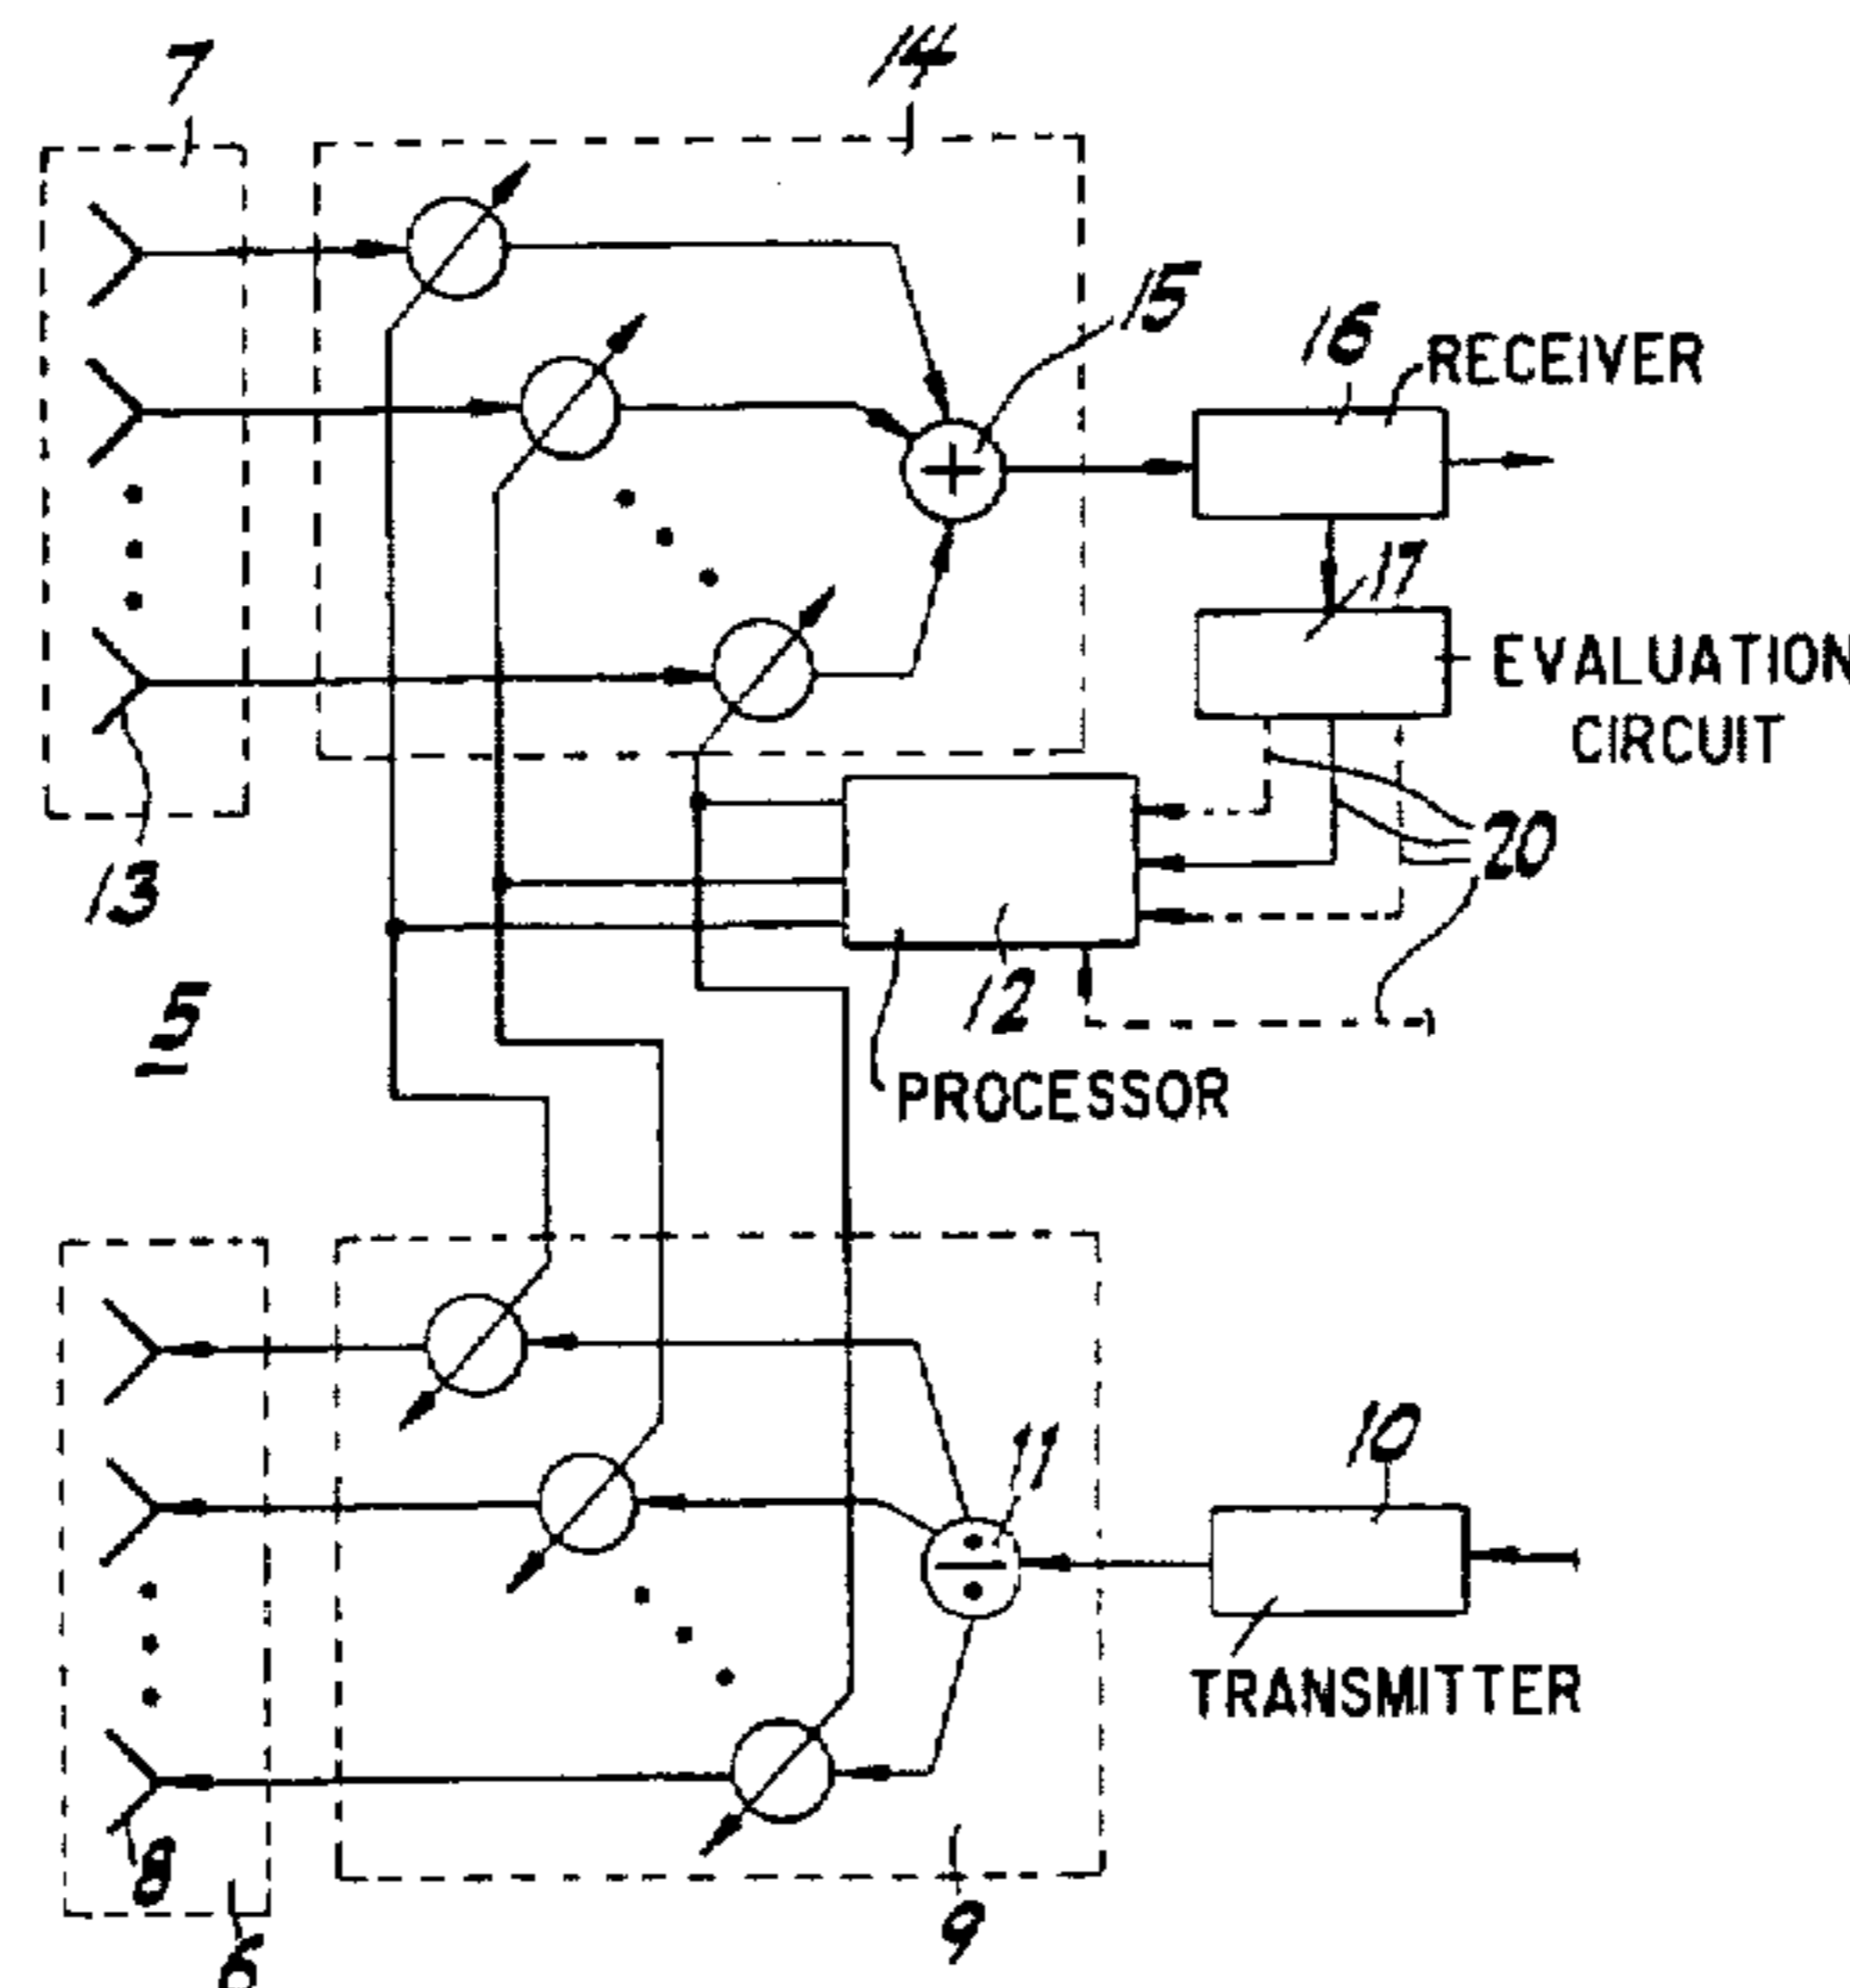 7
14
15
16
RECEIVER
17
EVALUATION
CIRCUIT
20
13
5
12
PROCESSOR
11
10
TRANSMITTER
8
6
9